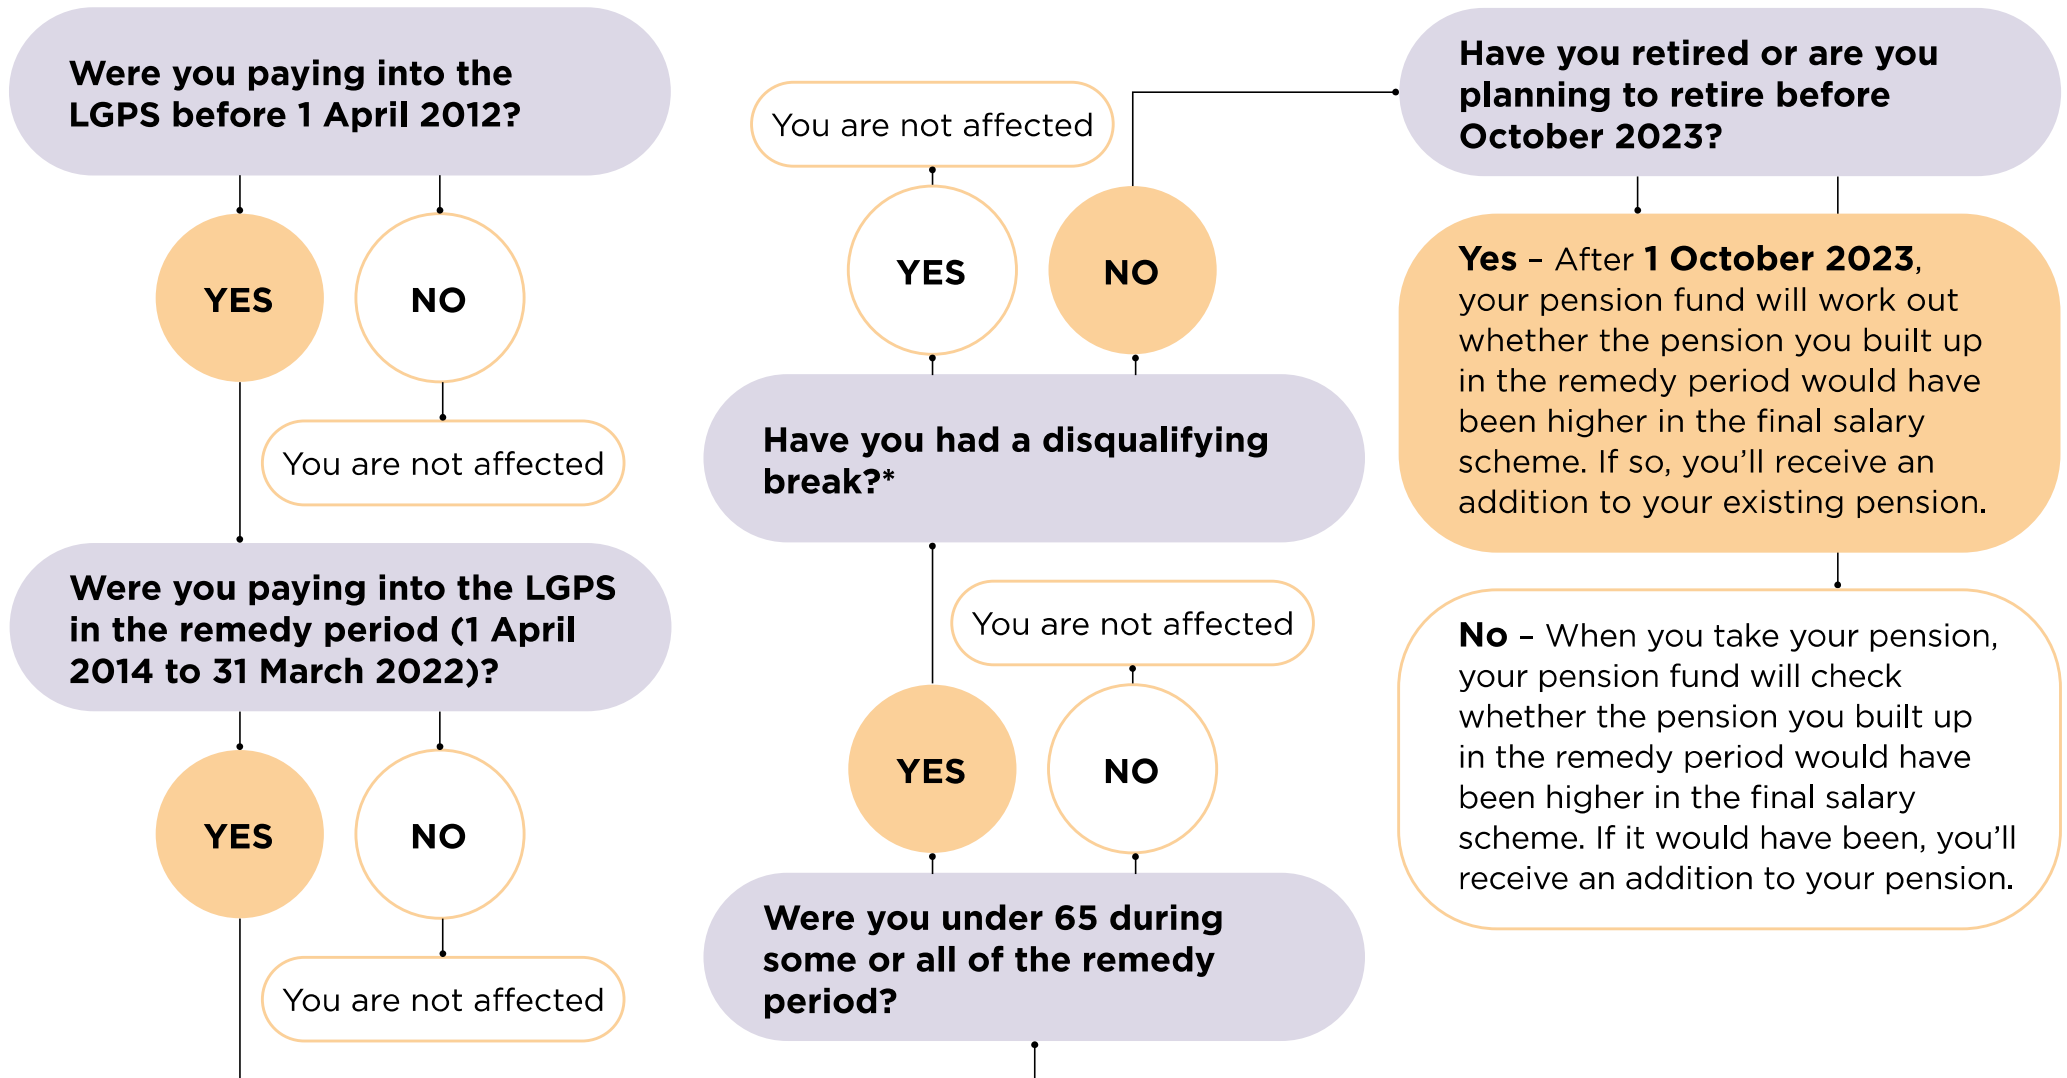 Were you paying into the
LGPS before 1 April 2012?
YES
NO
You are not affected
Were you paying into the LGPS
in the remedy period (1 April
2014 to 31 March 2022)?
YES
NO
You are not affected
Were you under 65 during
some or all of the remedy
period?
YES
NO
You are not affected
Have you had a disqualifying
break?*
YES
NO
You are not affected
Have you retired or are you
planning to retire before
October 2023?
Yes – After 1 October 2023,
your pension fund will work out
whether the pension you built up
in the remedy period would have
been higher in the final salary
scheme. If so, you’ll receive an
addition to your existing pension.
No – When you take your pension,
your pension fund will check
whether the pension you built up
in the remedy period would have
been higher in the final salary
scheme. If it would have been, you’ll
receive an addition to your pension.